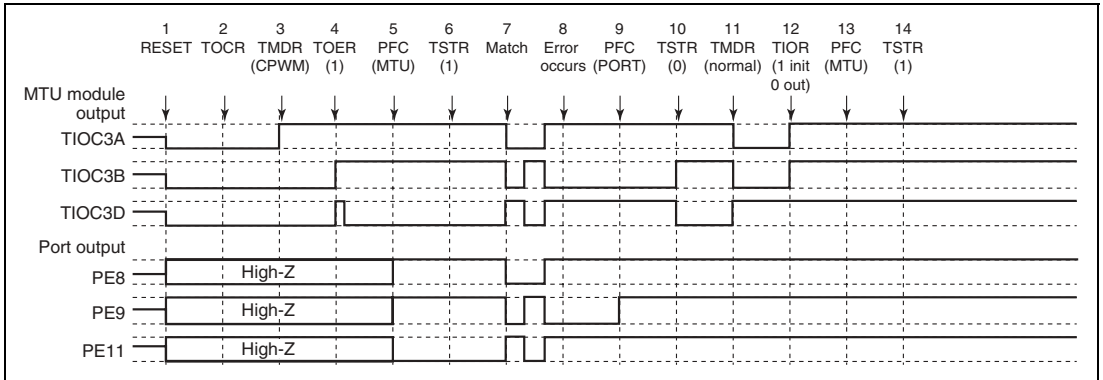 1 2 3 4 5 6 7 8 9 10 11 12 13 14
RESET TOCR TMDR TOER PFC TSTR Match Error PFC TSTR TMDR TIOR PFC TSTR
(CPWM) (1) (MTU) (1) occurs (PORT) (0) (normal) (1 init (MTU) (1)
0 out)
MTU module
output
TIOC3A
TIOC3B
TIOC3D
Port output
PE8 High-Z
PE9 High-Z
PE11 High-Z